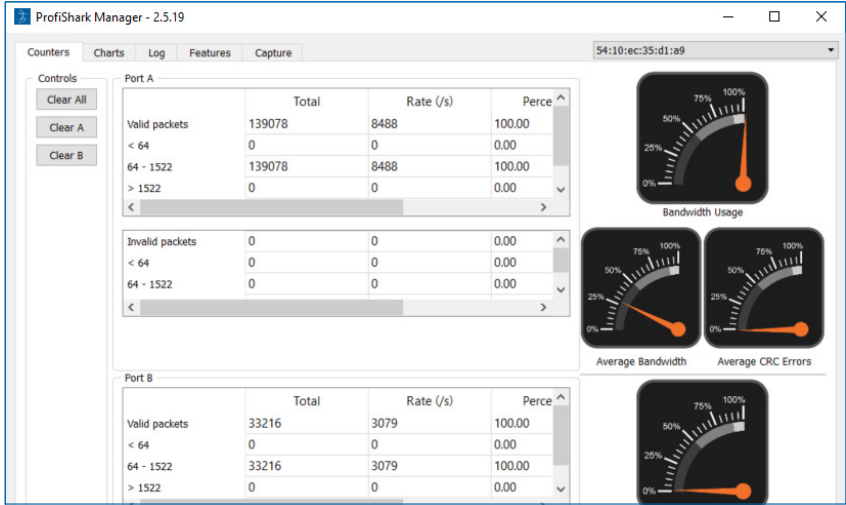 ProfiShark Manager - 2.5.19
Counters Charts Log Features Capture 54:10:ec:35:d1:a9
Controls
Clear All
Clear A
Clear B
Port A
Total Rate (/s) Perce
Valid packets 139078 8488 100.00
< 64 0 0 0.00
64 - 1522 139078 8488 100.00
> 1522 0 0 0.00
Invalid packets 0 0 0.00
< 64 0 0 0.00
64 - 1522 0 0 0.00
0% 25% 50% 75% 100%
Bandwidth Usage
0% 25% 50% 75% 100%
Average Bandwidth
0% 25% 50% 75% 100%
Average CRC Errors
Port B
Total Rate (/s) Perce
Valid packets 33216 3079 100.00
< 64 0 0 0.00
64 - 1522 33216 3079 100.00
> 1522 0 0 0.00
0% 25% 50% 75% 100%